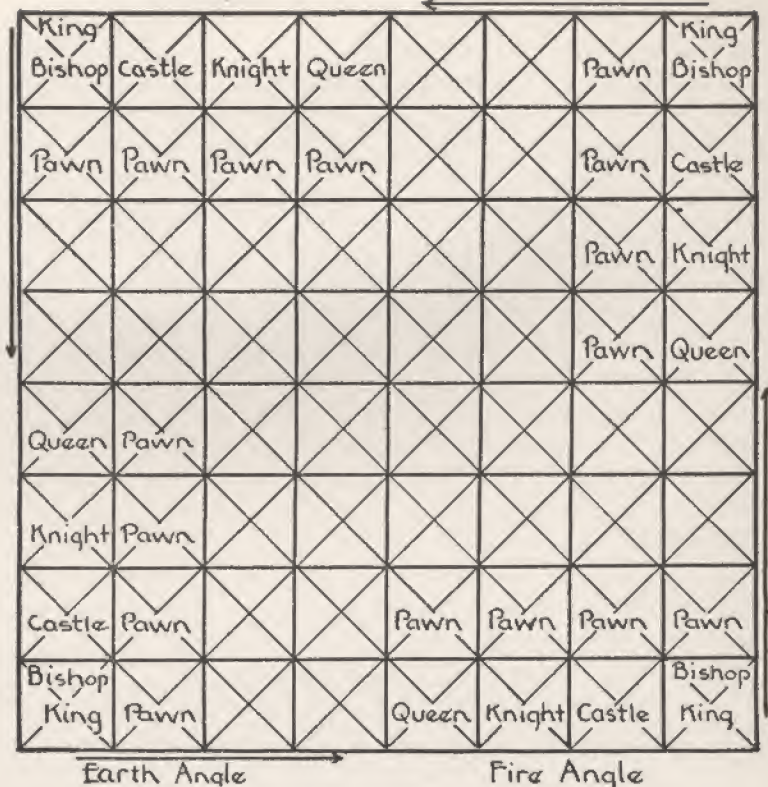 King King
Bishop Castle Knight Queen Pawn Bishop
Pawn Pawn Pawn Pawn Pawn Castle
Pawn Knight
Pawn Queen
Queen Pawn
Knight Pawn
Castle Pawn Pawn Pawn Pawn Pawn
Bishop Bishop
King Pawn Queen Knight Castle King
Earth Angle Fire Angle